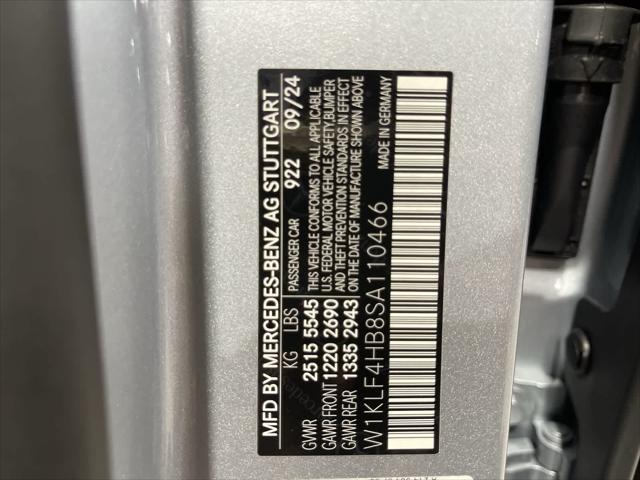 MFD BY MERCEDES-BENZ AG STUTTGART
KG LBS PASSENGER CAR 922 09/24
GVWR 2515 5545
GAWR FRONT 1220 2690
GAWR REAR 1335 2943
THIS VEHICLE CONFORMS TO ALL APPLICABLE
U.S. FEDERAL MOTOR VEHICLE SAFETY,BUMPER
AND THEFT PREVENTION STANDARDS IN EFFECT
ON THE DATE OF MANUFACTURE SHOWN ABOVE
W1KLF4HB8SA110466 MADE IN GERMANY